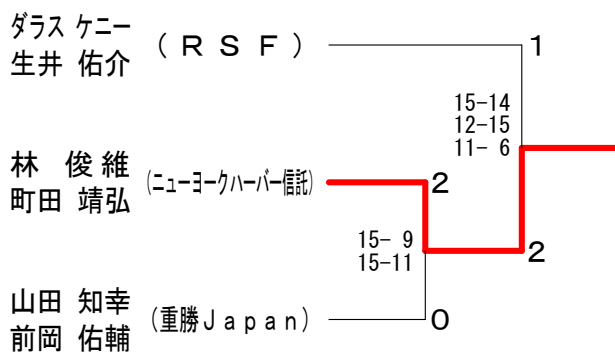 ダラス ケニー
生井 佑介
(ＲＳＦ)
1
15-14
12-15
11- 6
林 俊維
町田 靖弘
(ニューヨークハーバー信託)
2
15- 9
15-11
2
山田 知幸
前岡 佑輔
(重勝Ｊａｐａｎ)
0